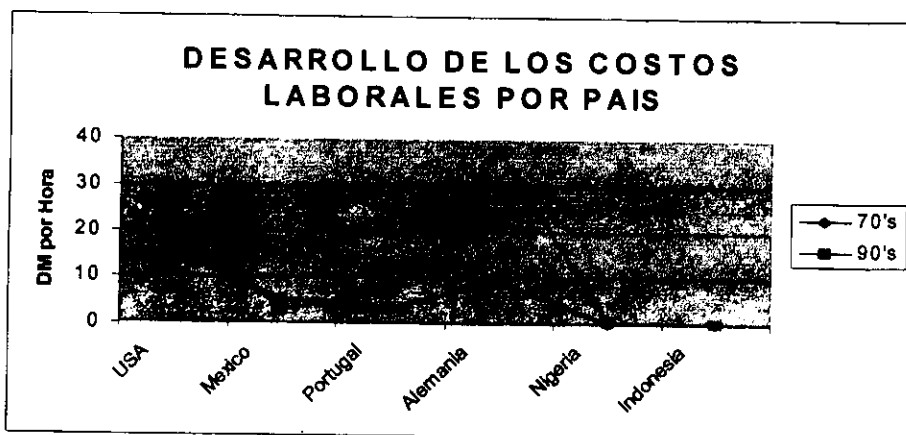 DESARROLLO DE LOS COSTOS
LABORALES POR PAIS
DM por Hora
40
30
20
10
0
USA
Mexico
Portugal
Alemania
Nigeria
Indonesia
70's
90's